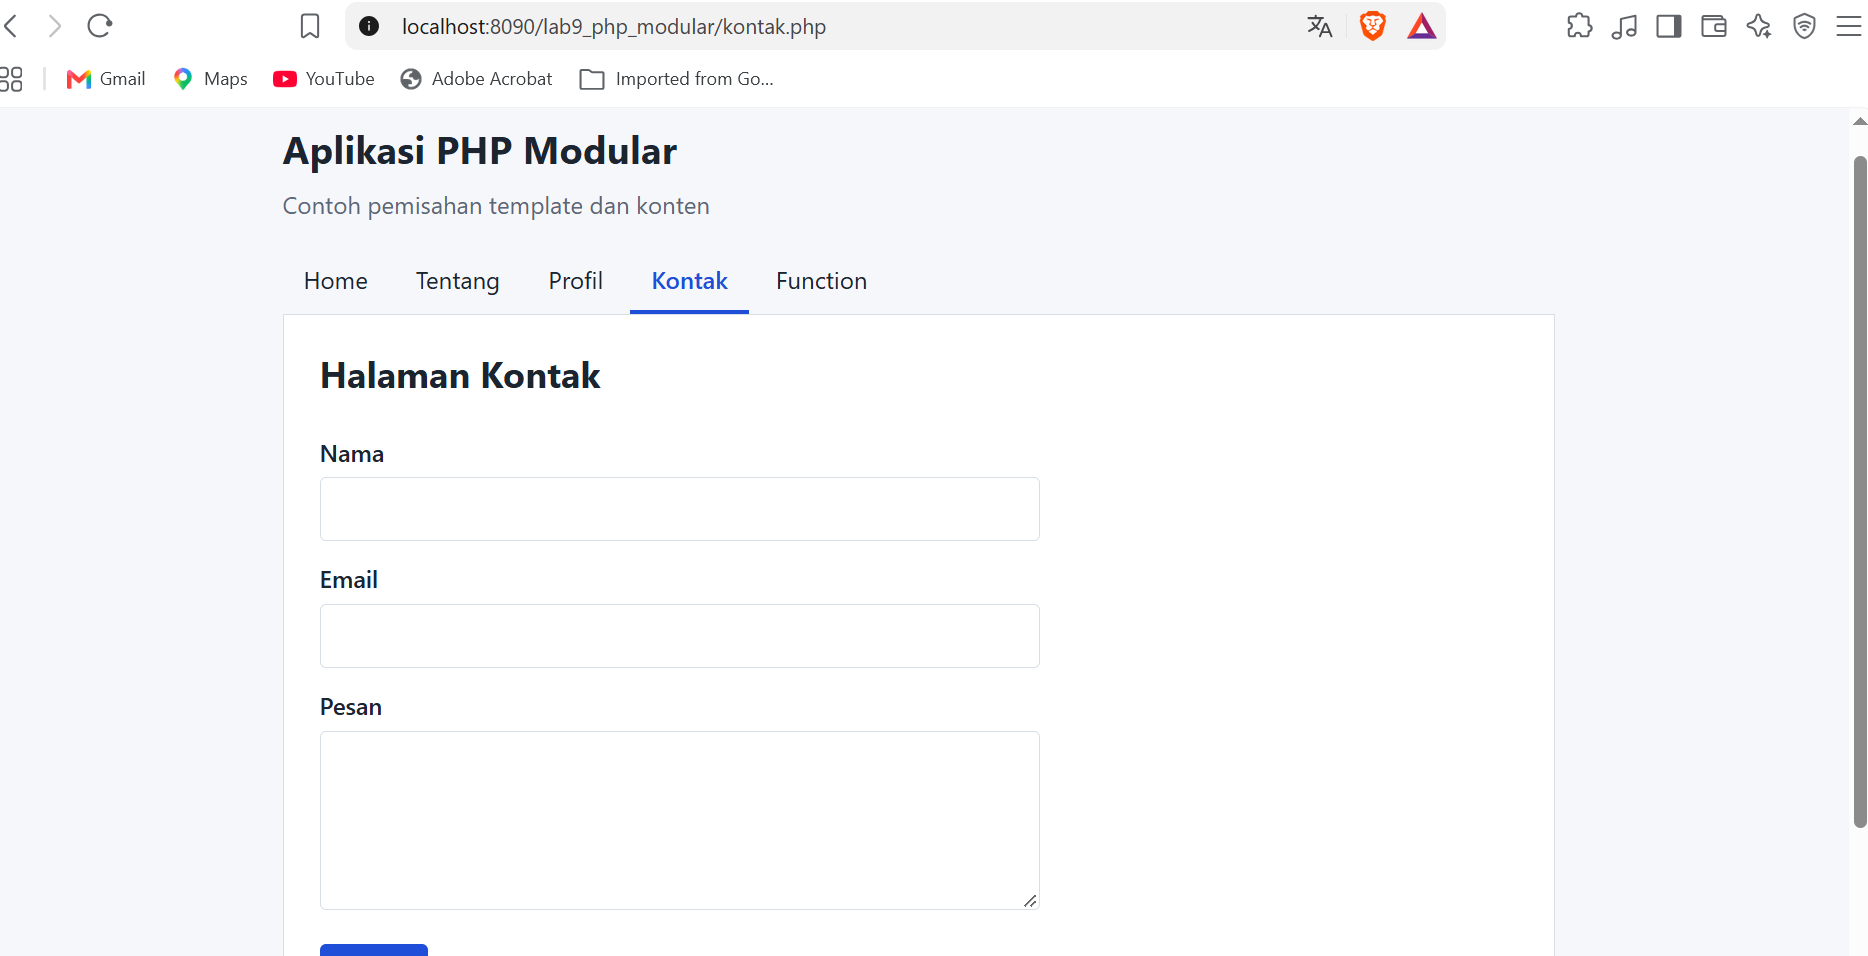 localhost:8090/lab9_php_modular/kontak.php
Gmail Maps YouTube Adobe Acrobat Imported from Go...
Aplikasi PHP Modular
Contoh pemisahan template dan konten
Home Tentang Profil Kontak Function
Halaman Kontak
Nama
Email
Pesan